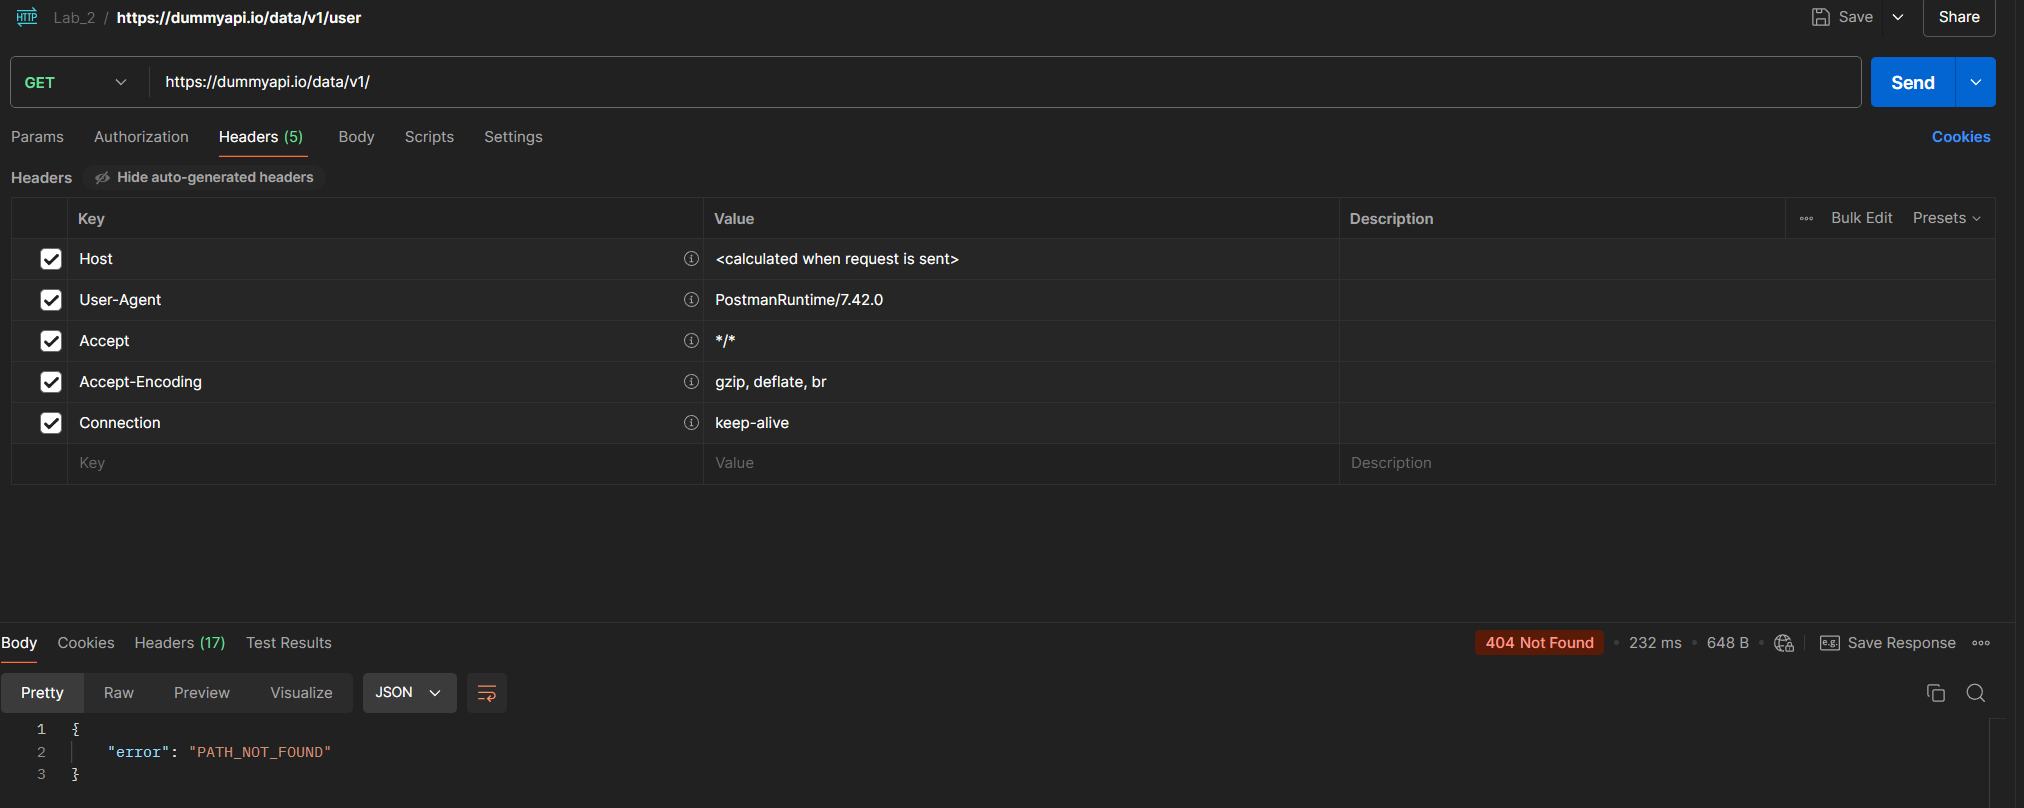 HTTP Lab_2 / https://dummyapi.io/data/v1/user Save Share
GET https://dummyapi.io/data/v1/ Send
Params Authorization Headers (5) Body Scripts Settings Cookies
Headers Hide auto-generated headers
Key Value Description Bulk Edit Presets
Host <calculated when request is sent>
User-Agent PostmanRuntime/7.42.0
Accept */*
Accept-Encoding gzip, deflate, br
Connection keep-alive
Key Value Description
Body Cookies Headers (17) Test Results 404 Not Found • 232 ms • 648 B • e.g. Save Response
Pretty Raw Preview Visualize JSON
1 {
2 "error": "PATH_NOT_FOUND"
3 }